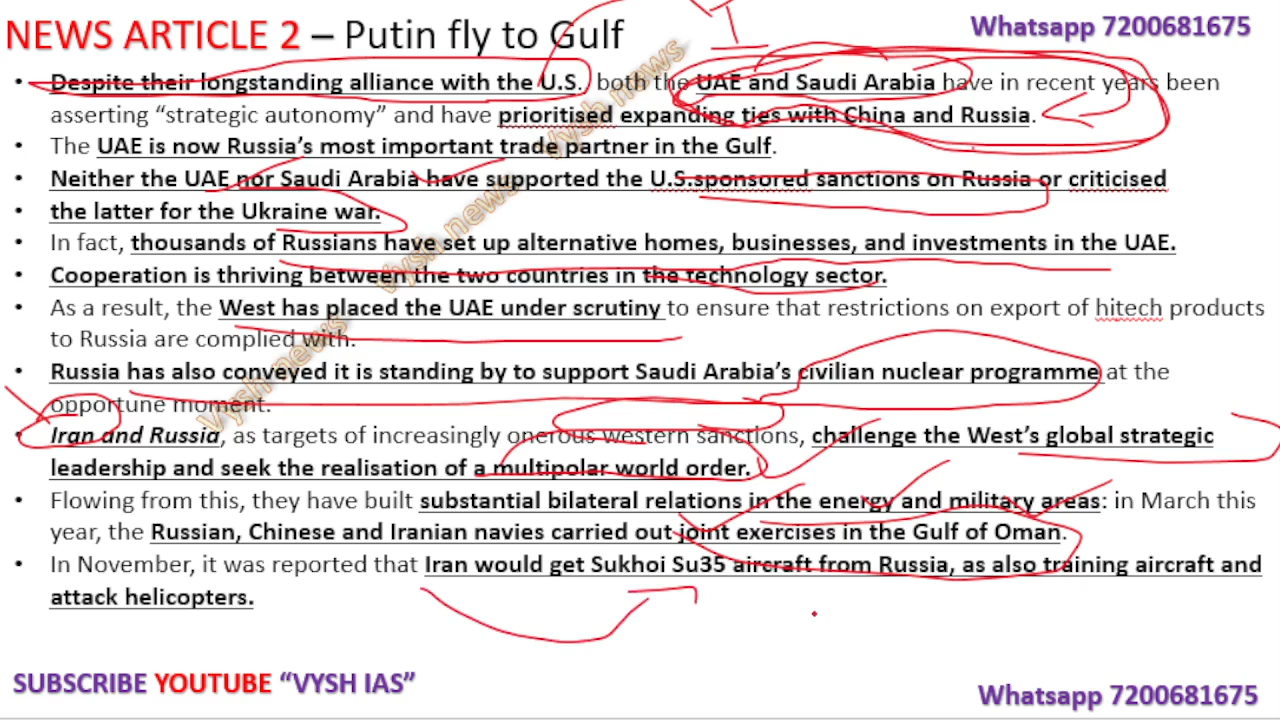 NEWS ARTICLE 2 – Putin fly to Gulf
Whatsapp 7200681675
• Despite their longstanding alliance with the U.S., both the UAE and Saudi Arabia have in recent years been
asserting “strategic autonomy” and have prioritised expanding ties with China and Russia.
• The UAE is now Russia’s most important trade partner in the Gulf.
• Neither the UAE nor Saudi Arabia have supported the U.S.sponsored sanctions on Russia or criticised
• the latter for the Ukraine war.
• In fact, thousands of Russians have set up alternative homes, businesses, and investments in the UAE.
• Cooperation is thriving between the two countries in the technology sector.
• As a result, the West has placed the UAE under scrutiny to ensure that restrictions on export of hitech products
to Russia are complied with.
• Russia has also conveyed it is standing by to support Saudi Arabia’s civilian nuclear programme at the
opportune moment.
• Iran and Russia, as targets of increasingly onerous western sanctions, challenge the West’s global strategic
leadership and seek the realisation of a multipolar world order.
• Flowing from this, they have built substantial bilateral relations in the energy and military areas: in March this
year, the Russian, Chinese and Iranian navies carried out joint exercises in the Gulf of Oman.
• In November, it was reported that Iran would get Sukhoi Su35 aircraft from Russia, as also training aircraft and
attack helicopters.
vysh news
vysh news
vysh news
SUBSCRIBE YOUTUBE “VYSH IAS”
Whatsapp 7200681675